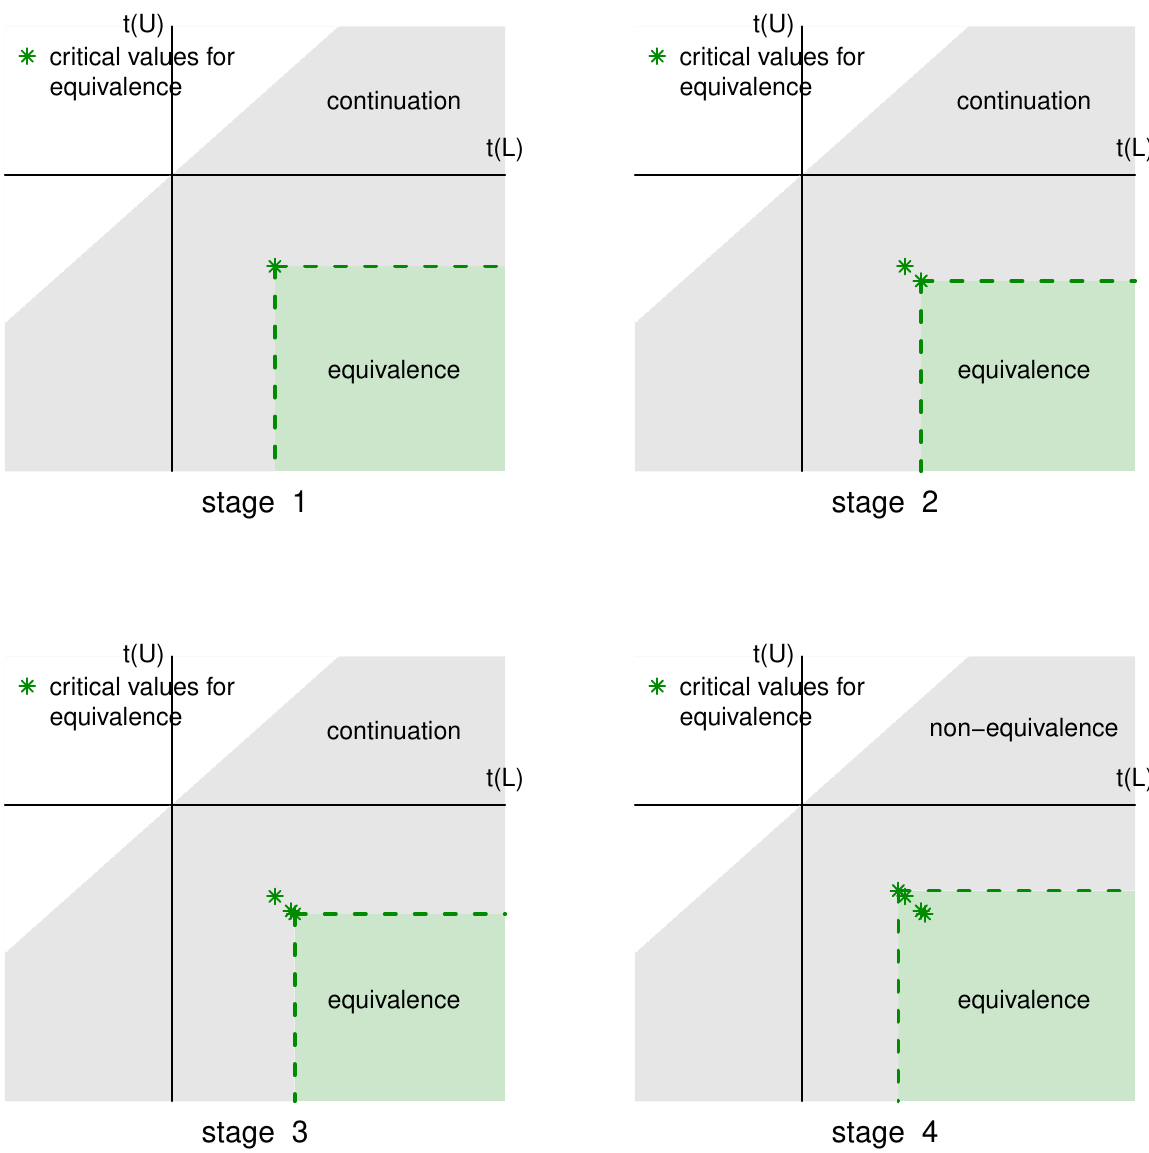 t(U)
critical values for
equivalence
continuation
t(L)
equivalence
stage 1
t(U)
critical values for
equivalence
continuation
t(L)
equivalence
stage 2
t(U)
critical values for
equivalence
continuation
t(L)
equivalence
stage 3
t(U)
critical values for
equivalence
non−equivalence
t(L)
equivalence
stage 4